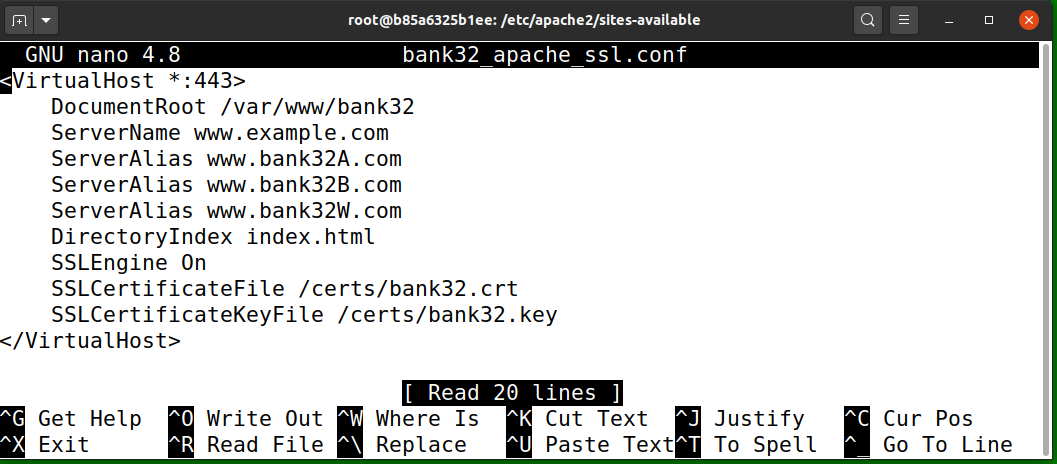 root@b85a6325b1ee: /etc/apache2/sites-available
GNU nano 4.8 bank32_apache_ssl.conf
<VirtualHost *:443>
    DocumentRoot /var/www/bank32
    ServerName www.example.com
    ServerAlias www.bank32A.com
    ServerAlias www.bank32B.com
    ServerAlias www.bank32W.com
    DirectoryIndex index.html
    SSLEngine On
    SSLCertificateFile /certs/bank32.crt
    SSLCertificateKeyFile /certs/bank32.key
</VirtualHost>
[ Read 20 lines ]
^G Get Help ^O Write Out ^W Where Is ^K Cut Text ^J Justify ^C Cur Pos
^X Exit ^R Read File ^\ Replace ^U Paste Text^T To Spell ^_ Go To Line